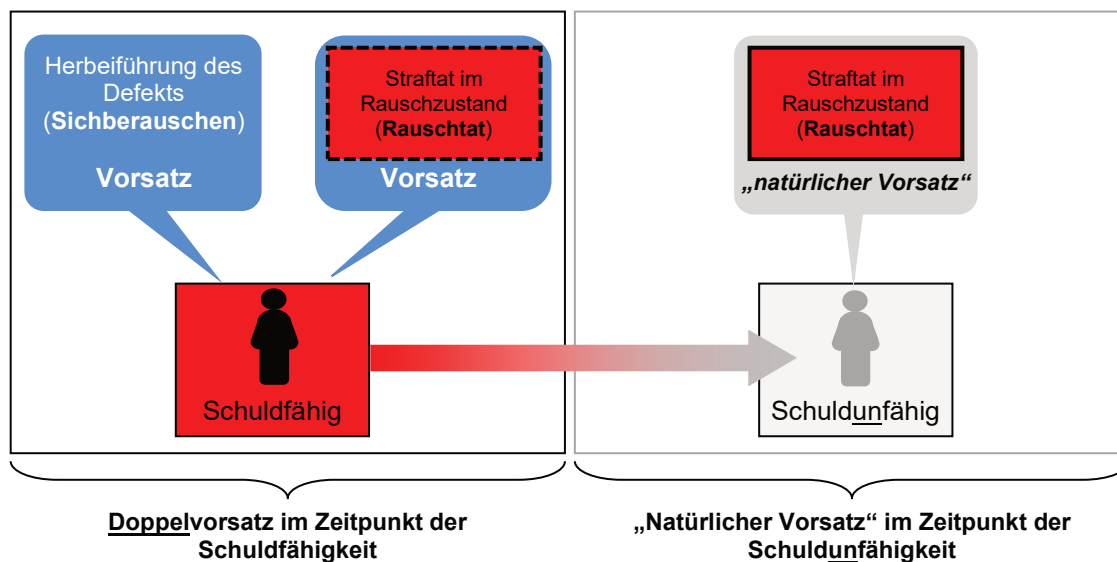 Herbeiführung des
Defekts
(Sichberauschen)
Vorsatz
Straftat im
Rauschzustand
(Rauschtat)
Vorsatz
Schuldfähig
Doppelvorsatz im Zeitpunkt der
Schuldfähigkeit
Straftat im
Rauschzustand
(Rauschtat)
„natürlicher Vorsatz“
Schuldunfähig
„Natürlicher Vorsatz“ im Zeitpunkt der
Schuldunfähigkeit